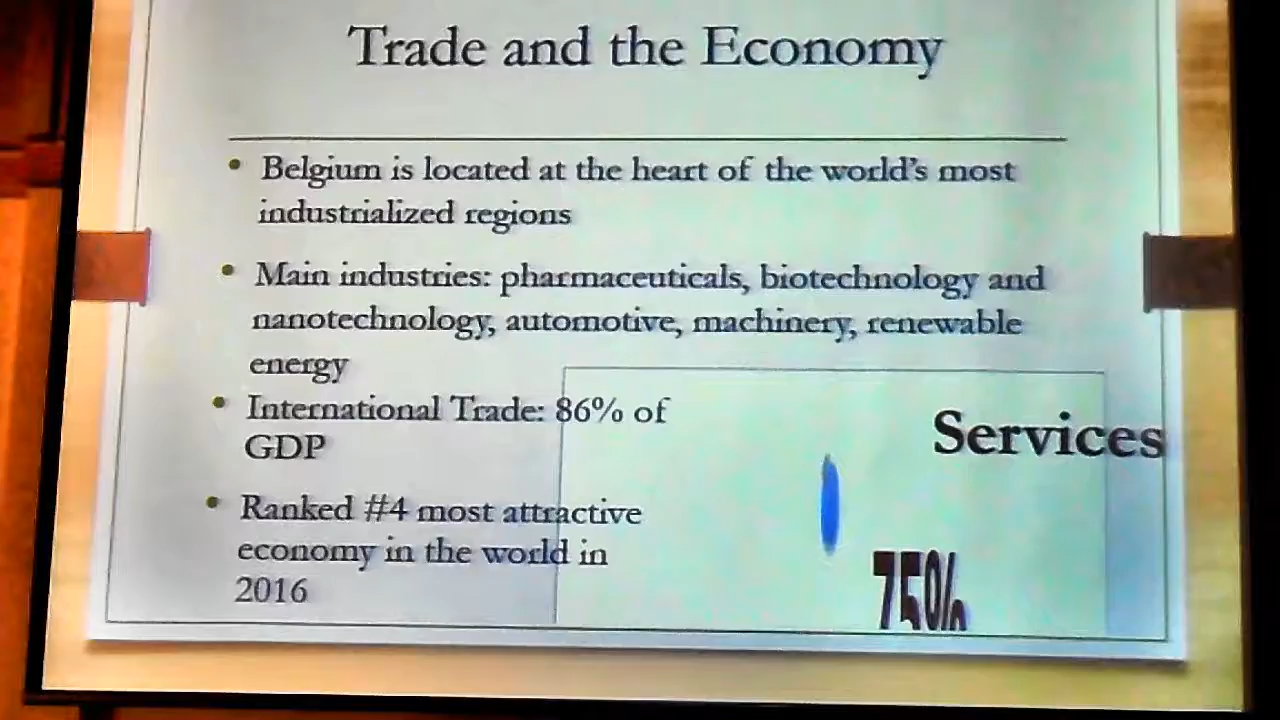 Trade and the Economy
• Belgium is located at the heart of the world's most
industrialized regions
• Main industries: pharmaceuticals, biotechnology and
nanotechnology, automotive, machinery, renewable
energy
• International Trade: 86% of
GDP
• Ranked #4 most attractive
economy in the world in
2016
Services
75%